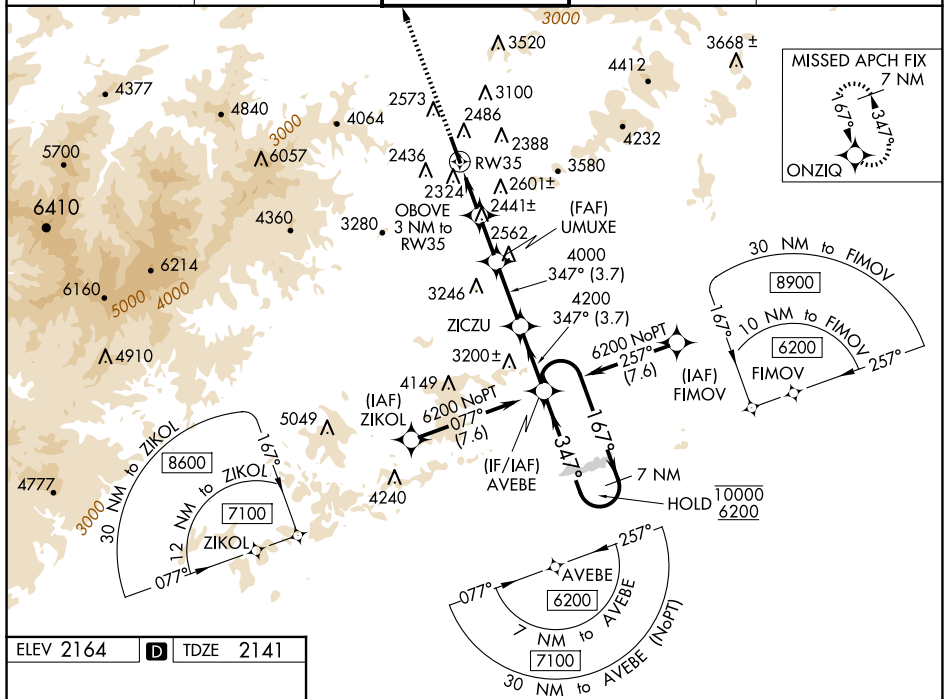 3000
3520
3668 ±
4412
MISSED APCH FIX
7 NM
167°
347°
ONZIQ
4377
4840
3000
4064
2573
3100
2486
2388
4232
5700
6057
2436
RW35
3580
2324
2601±
6410
4360
3280
OBOVE
3 NM to
RW35
2441±
(FAF)
UMUXE
2562
6214
6160
5000
4000
4000
347° (3.7)
3246
4200
347° (3.7)
ZICZU
30 NM to FIMOV
8900
10 NM to FIMOV
6200
167°
257°
FIMOV
4910
3200±
6200 NoPT
257°
(7.6)
(IAF)
FIMOV
4149
(IAF)
ZIKOL
6200 NoPT
077°
(7.6)
5049
(IF/IAF)
AVEBE
347°
167°
7 NM
HOLD
10000
6200
4240
4777
3000
30 NM to ZIKOL
8600
12 NM to ZIKOL
7100
167°
ZIKOL
077°
077°
257°
AVEBE
6200
7 NM to AVEBE
7100
30 NM to AVEBE (NoPT)
ELEV 2164
D
TDZE 2141